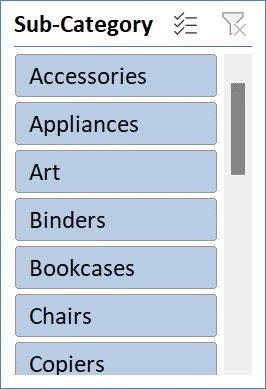 Sub-Category
Accessories
Appliances
Art
Binders
Bookcases
Chairs
Copiers